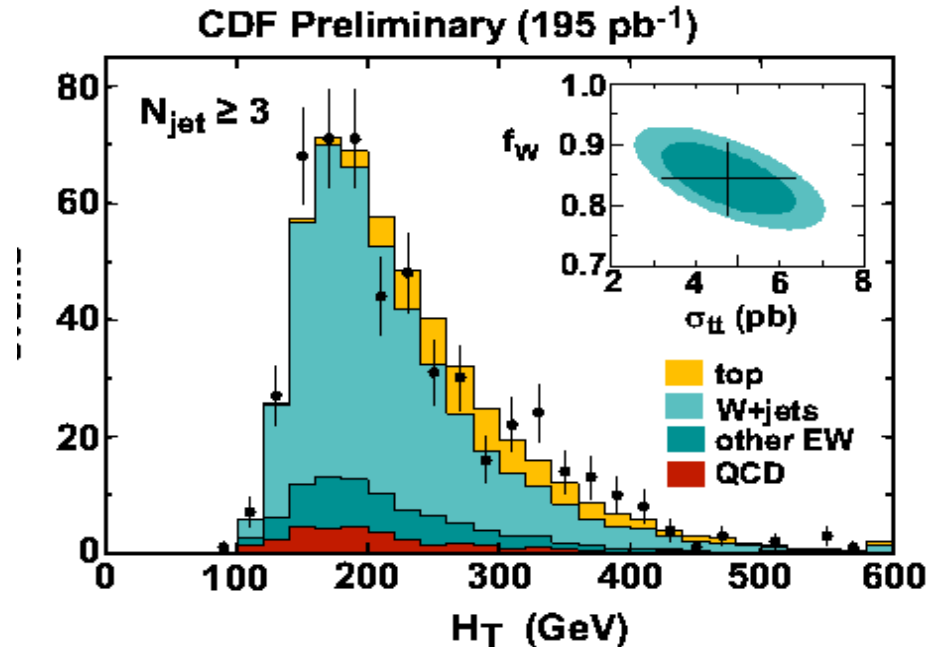 CDF Preliminary (195 pb-1)
80
60
40
20
0
N jet ≥ 3
1.0
0.9
0.8
0.7
fw
2 4 6 8
σtt (pb)
top
W+jets
other EW
QCD
0 100 200 300 400 500 600
HT (GeV)